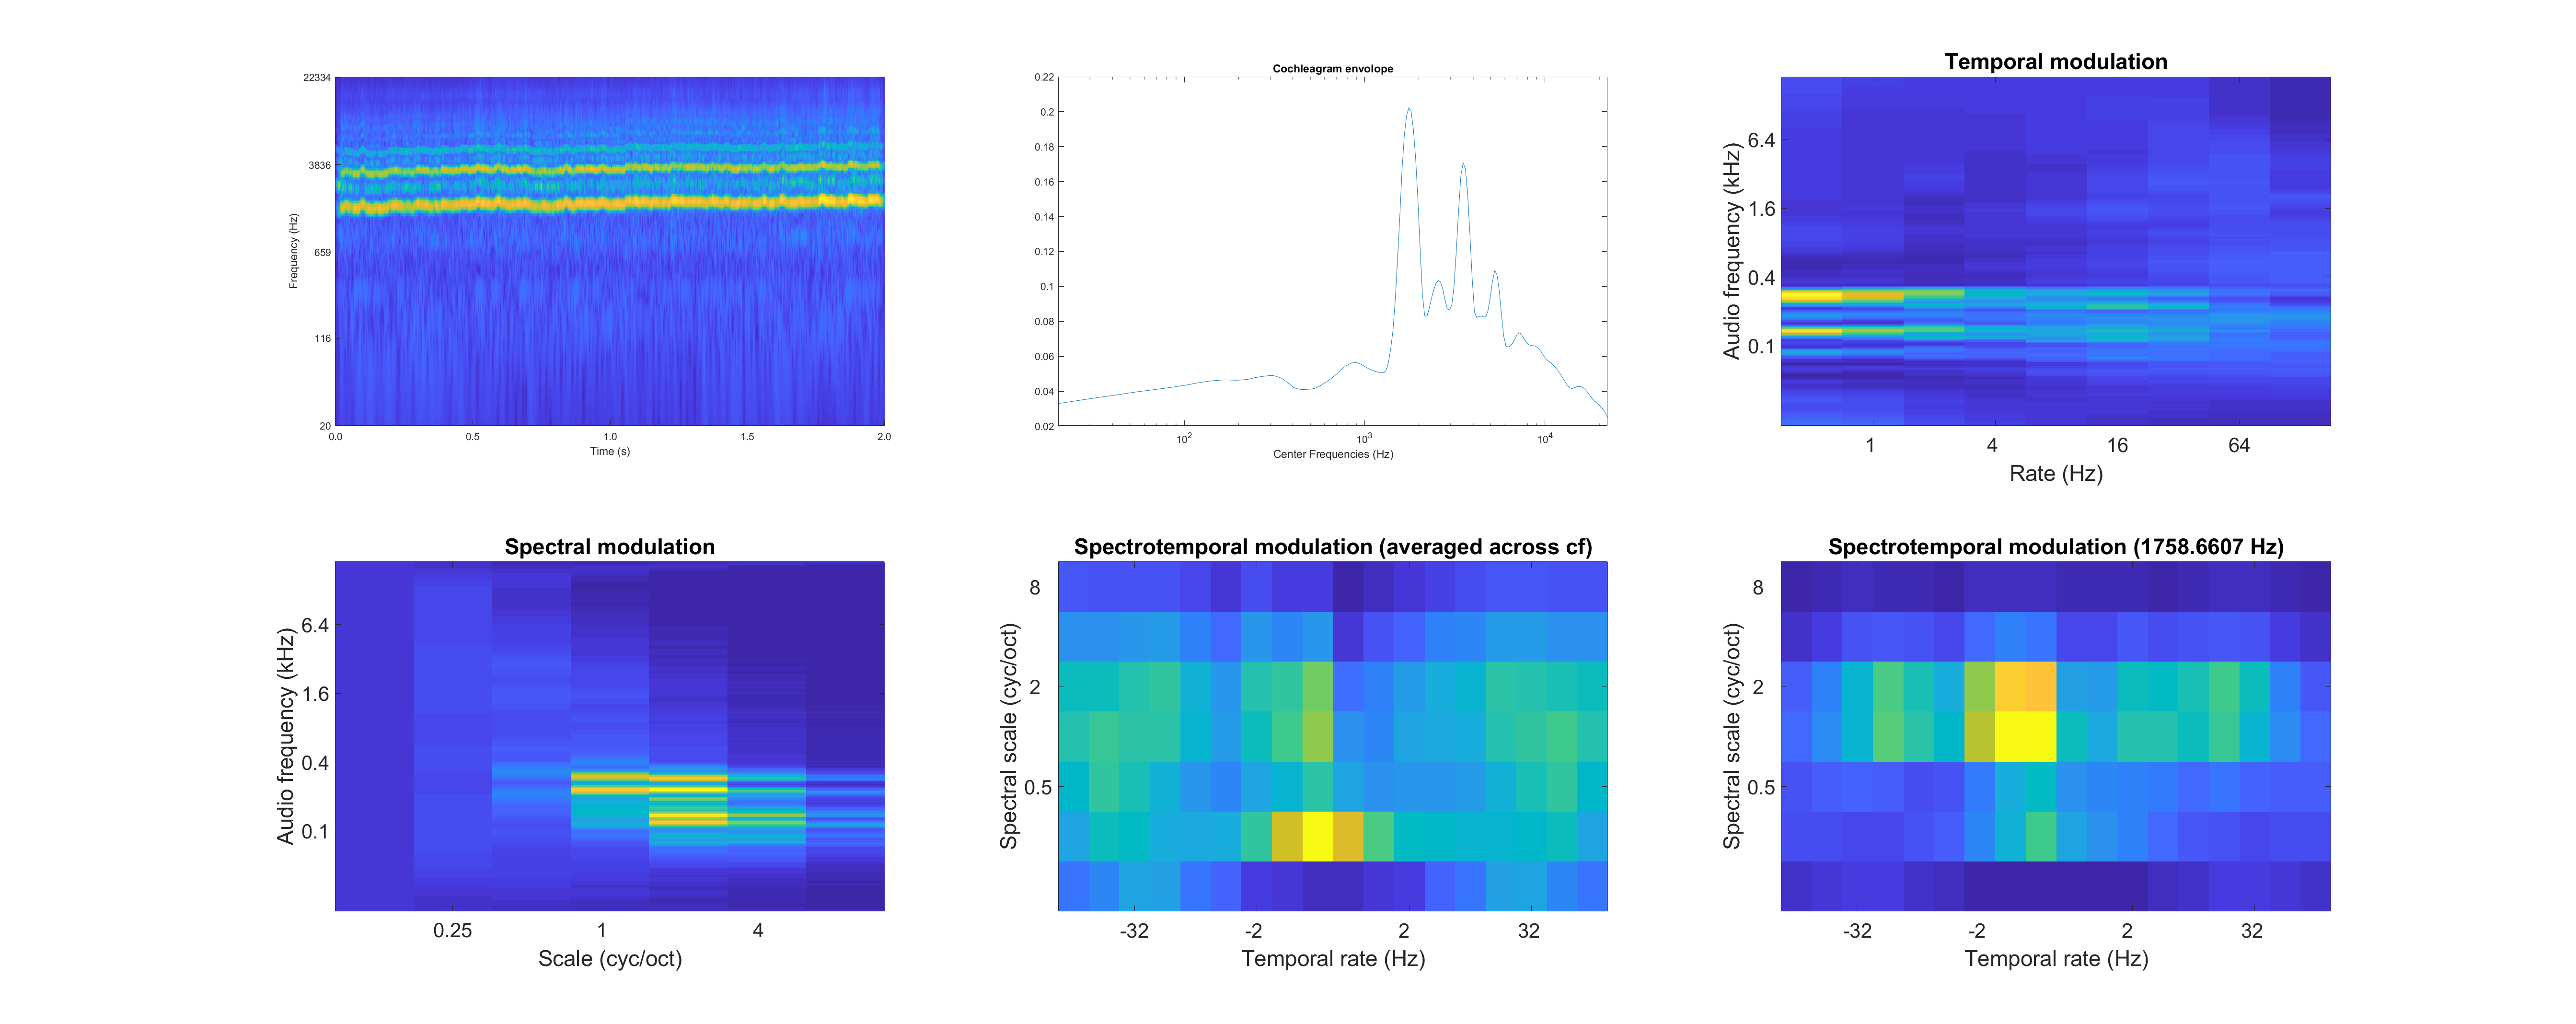 22334
3836
659
116
20
0.0 0.5 1.0 1.5 2.0
Frequency (Hz)
Time (s)
Cochleagram envolope
0.22
0.2
0.18
0.16
0.14
0.12
0.1
0.08
0.06
0.04
0.02
10^2 10^3 10^4
Center Frequencies (Hz)
Temporal modulation
6.4
1.6
0.4
0.1
Audio frequency (kHz)
1 4 16 64
Rate (Hz)
Spectral modulation
6.4
1.6
0.4
0.1
Audio frequency (kHz)
0.25 1 4
Scale (cyc/oct)
Spectrotemporal modulation (averaged across cf)
8
2
0.5
Spectral scale (cyc/oct)
-32 -2 2 32
Temporal rate (Hz)
Spectrotemporal modulation (1758.6607 Hz)
8
2
0.5
Spectral scale (cyc/oct)
-32 -2 2 32
Temporal rate (Hz)